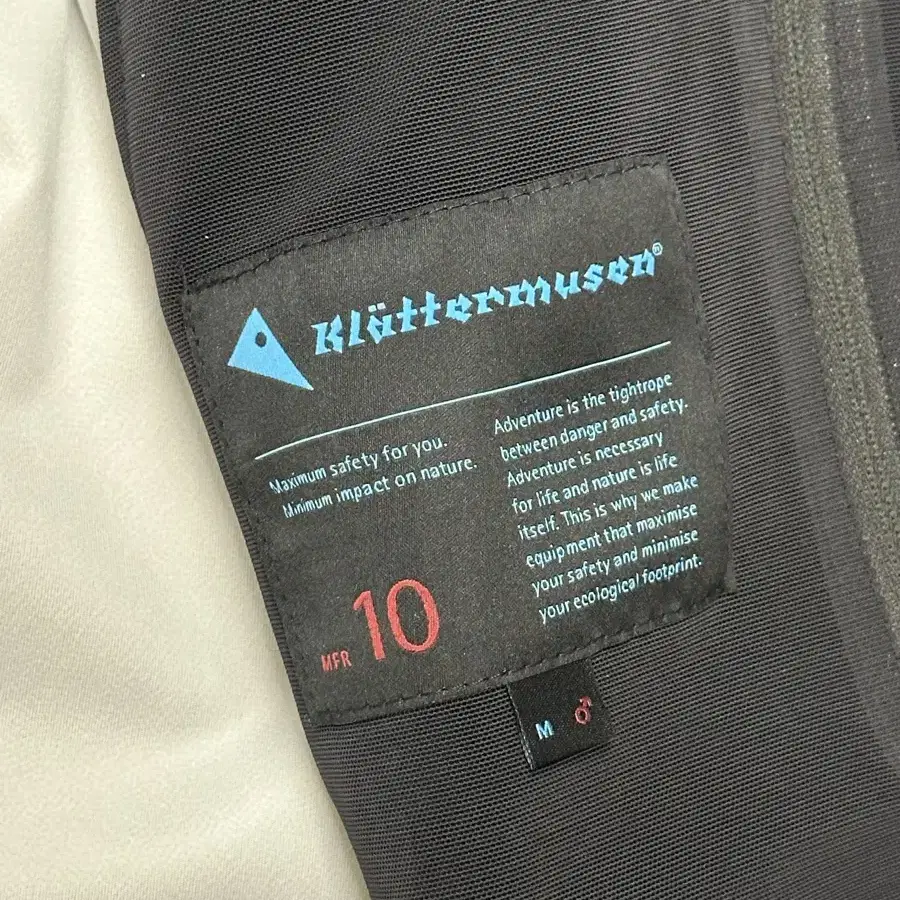 Klättermusen®
Maximum safety for you.
Minimum impact on nature.
Adventure is the tightrope
between danger and safety.
Adventure is necessary
for life and nature is life
itself. This is why we make
equipment that maximise
your safety and minimise
your ecological footprint.
MFR 10
M ♂